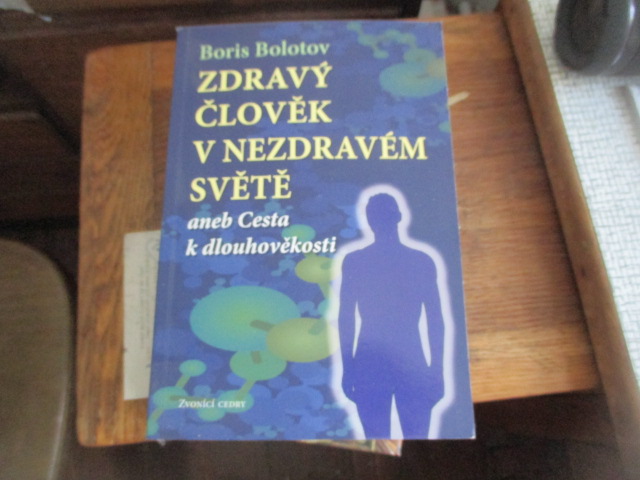 Boris Bolotov
ZDRAVÝ
ČLOVĚK
V NEZDRAVÉM
SVĚTĚ
aneb Cesta
k dlouhověkosti
ZVONÍCÍ CEDRY